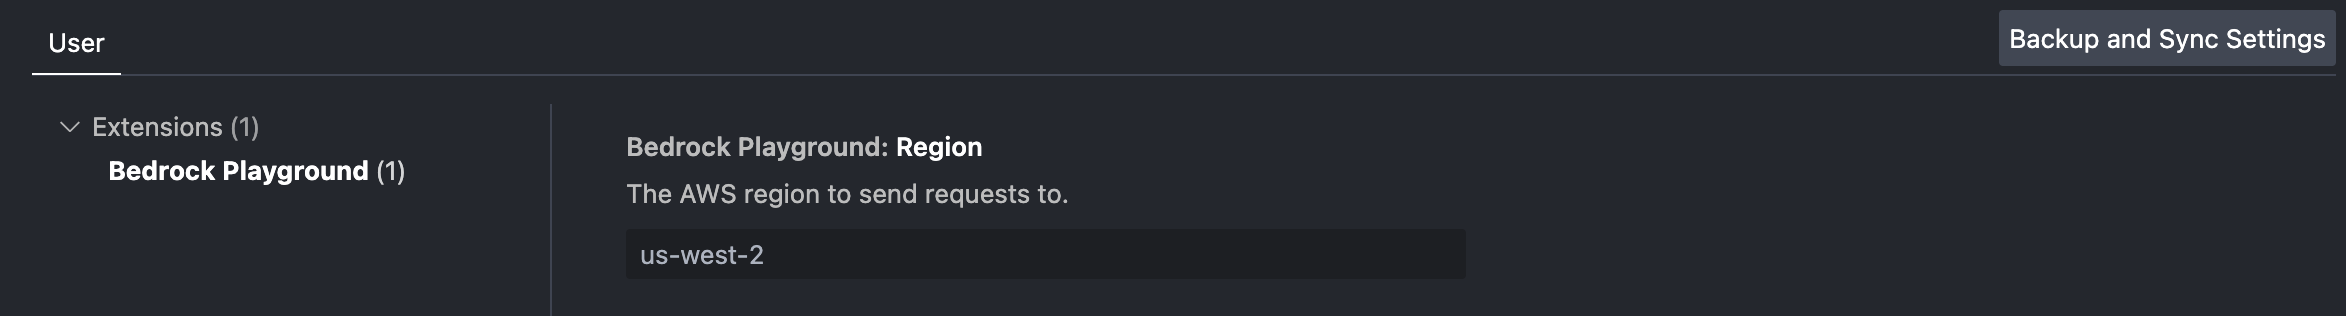 User
Backup and Sync Settings
Extensions (1)
Bedrock Playground (1)
Bedrock Playground: Region
The AWS region to send requests to.
us-west-2